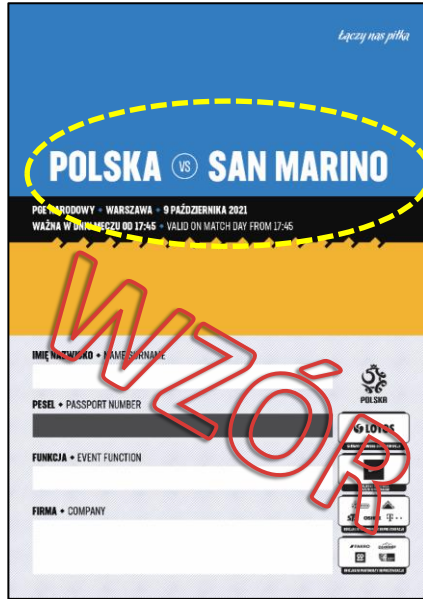 Łączy nas piłka
POLSKA VS SAN MARINO
PGE NARODOWY • WARSZAWA • 9 PAŹDZIERNIKA 2021
WAŻNA W DNIU MECZU OD 17:45 • VALID ON MATCH DAY FROM 17:45
WZÓR
IMIĘ NAZWISKO • NAME SURNAME
POLSKA
PESEL • PASSPORT NUMBER
LOTOS
FUNKCJA • EVENT FUNCTION
FIRMA • COMPANY